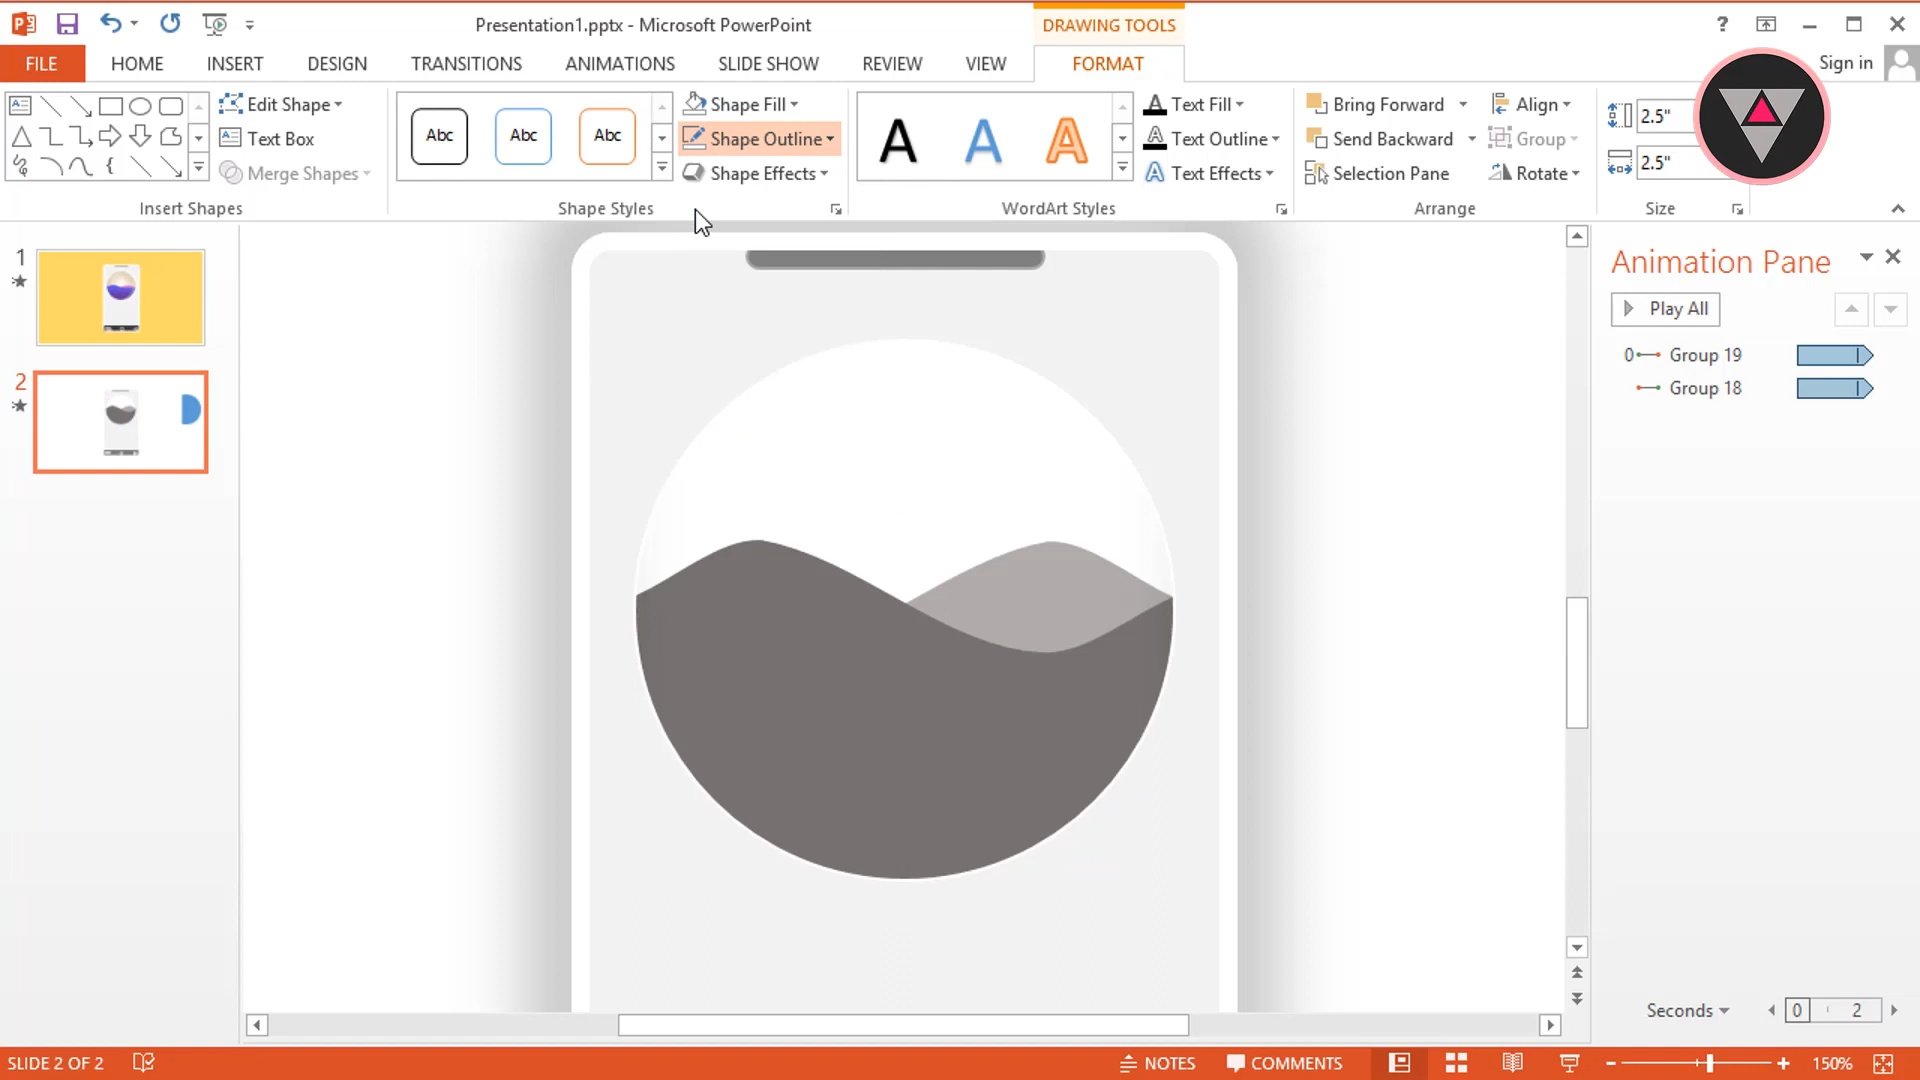 Presentation1.pptx - Microsoft PowerPoint
DRAWING TOOLS
?
FILE
HOME
INSERT
DESIGN
TRANSITIONS
ANIMATIONS
SLIDE SHOW
REVIEW
VIEW
FORMAT
Sign in
Edit Shape
Text Box
Merge Shapes
Insert Shapes
Abc
Abc
Abc
Shape Fill
Shape Outline
Shape Effects
Shape Styles
A
A
A
Text Fill
Text Outline
Text Effects
WordArt Styles
Bring Forward
Send Backward
Selection Pane
Align
Group
Rotate
Arrange
2.5"
2.5"
Size
1
2
Animation Pane
Play All
0
Group 19
Group 18
Seconds
0
2
SLIDE 2 OF 2
NOTES
COMMENTS
150%